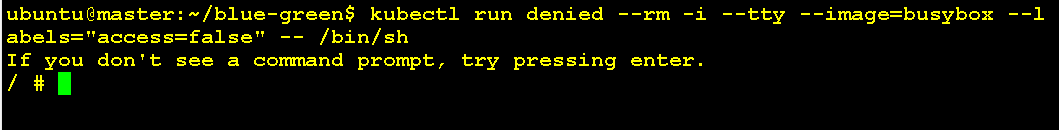 ubuntu@master:~/blue-green$ kubectl run denied --rm -i --tty --image=busybox --l
abels="access=false" -- /bin/sh
If you don't see a command prompt, try pressing enter.
/ #